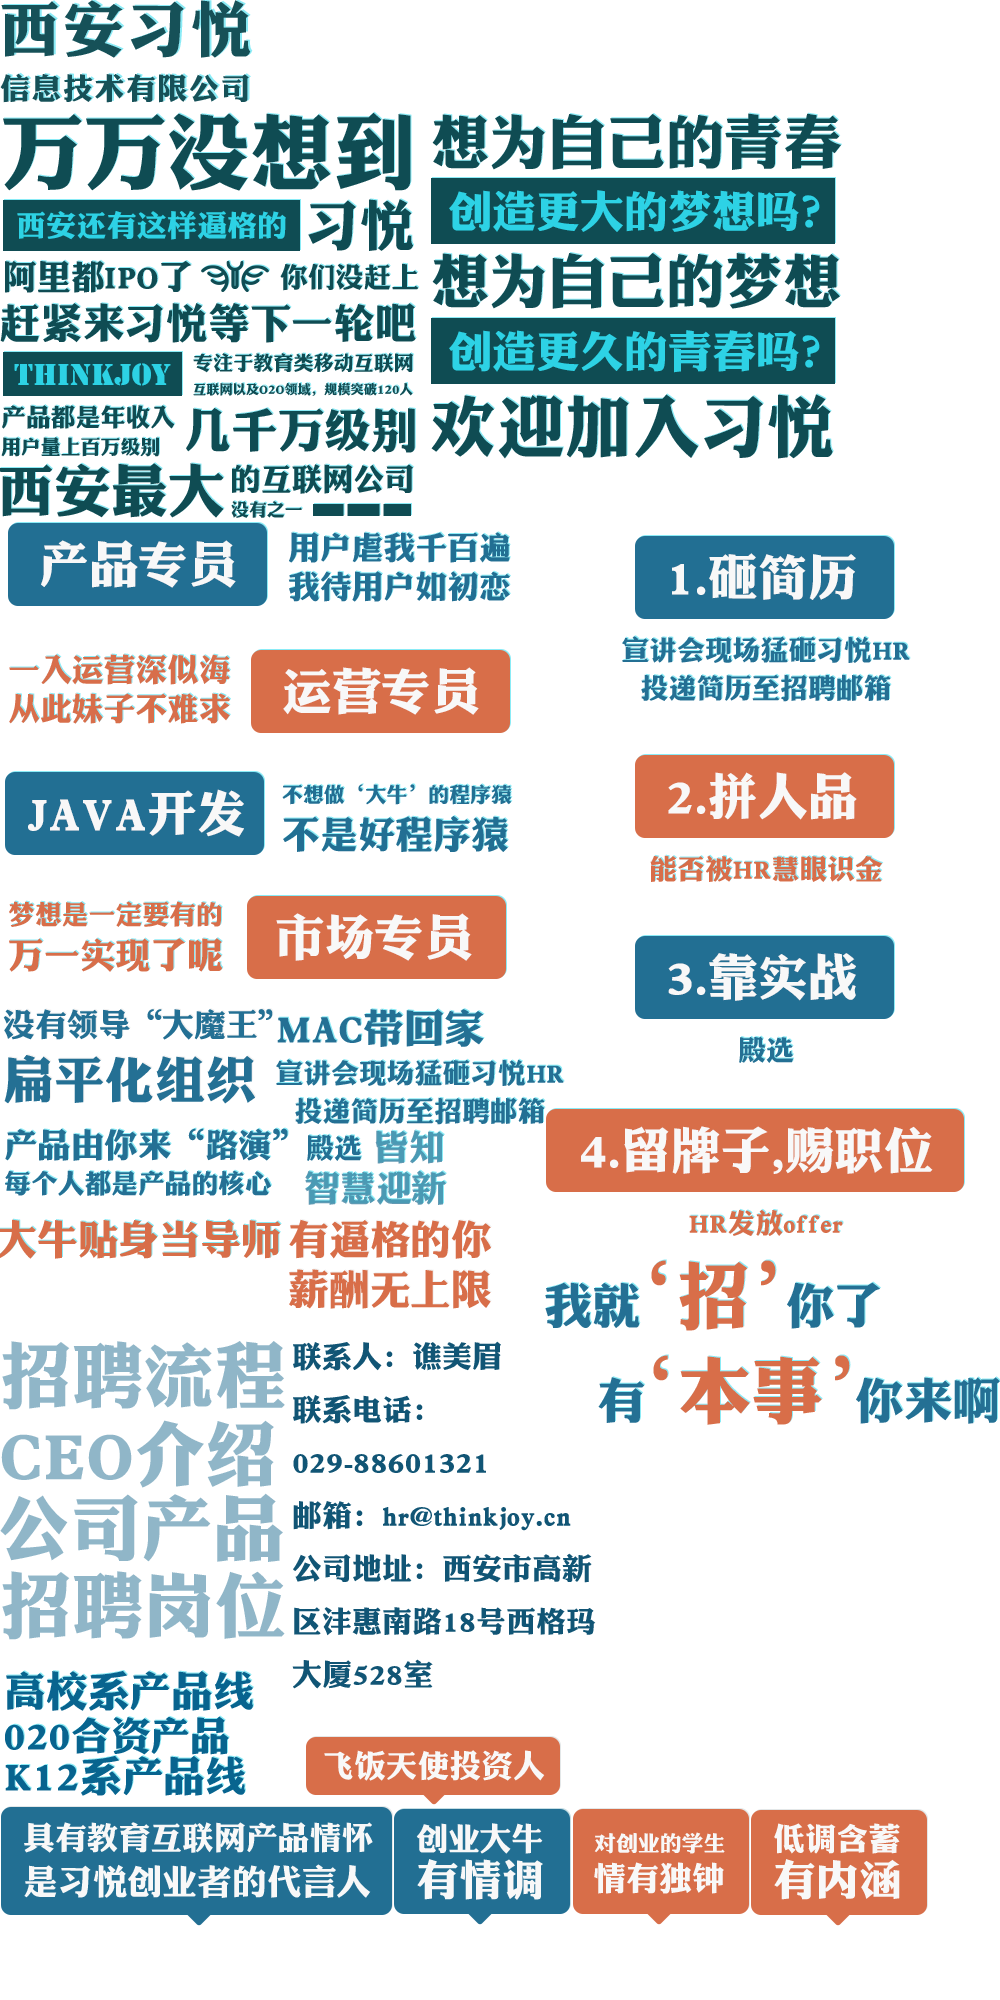 西安习悦
信息技术有限公司
万万没想到
西安还有这样逼格的 习悦
阿里都IPO了 你们没赶上
赶紧来习悦等下一轮吧
THINKJOY 专注于教育类移动互联网
互联网以及O2O领域，规模突破120人
产品都是年收入
用户量上百万级别
几千万级别
西安最大 的互联网公司
没有之一
想为自己的青春
创造更大的梦想吗?
想为自己的梦想
创造更久的青春吗?
欢迎加入习悦
产品专员
用户虐我千百遍
我待用户如初恋
一入运营深似海
从此妹子不难求
运营专员
JAVA开发
不想做‘大牛’的程序猿
不是好程序猿
梦想是一定要有的
万一实现了呢
市场专员
1.砸简历
宣讲会现场猛砸习悦HR
投递简历至招聘邮箱
2.拼人品
能否被HR慧眼识金
3.靠实战
殿选
4.留牌子,赐职位
HR发放offer
没有领导“大魔王”
扁平化组织
MAC带回家
宣讲会现场猛砸习悦HR
投递简历至招聘邮箱
产品由你来“路演”
每个人都是产品的核心
殿选 皆知
智慧迎新
大牛贴身当导师
有逼格的你
薪酬无上限
我就‘招’你了
有‘本事’你来啊
招聘流程
CEO介绍
公司产品
招聘岗位
联系人：谯美眉
联系电话：
029-88601321
邮箱：hr@thinkjoy.cn
公司地址：西安市高新
区沣惠南路18号西格玛
大厦528室
高校系产品线
020合资产品
K12系产品线
飞饭天使投资人
具有教育互联网产品情怀
是习悦创业者的代言人
创业大牛
有情调
对创业的学生
情有独钟
低调含蓄
有内涵